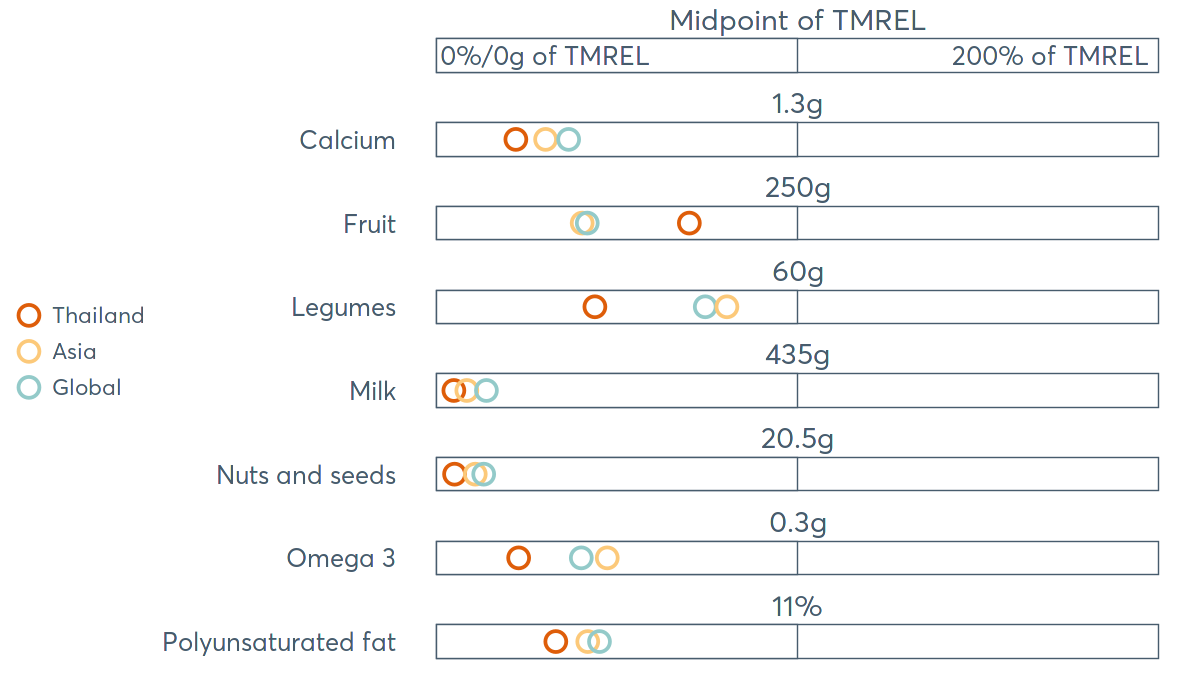 Midpoint of TMREL
0%/0g of TMREL 200% of TMREL
1.3g
Calcium
250g
Fruit
60g
Legumes
Thailand
Asia
Global
435g
Milk
20.5g
Nuts and seeds
0.3g
Omega 3
11%
Polyunsaturated fat